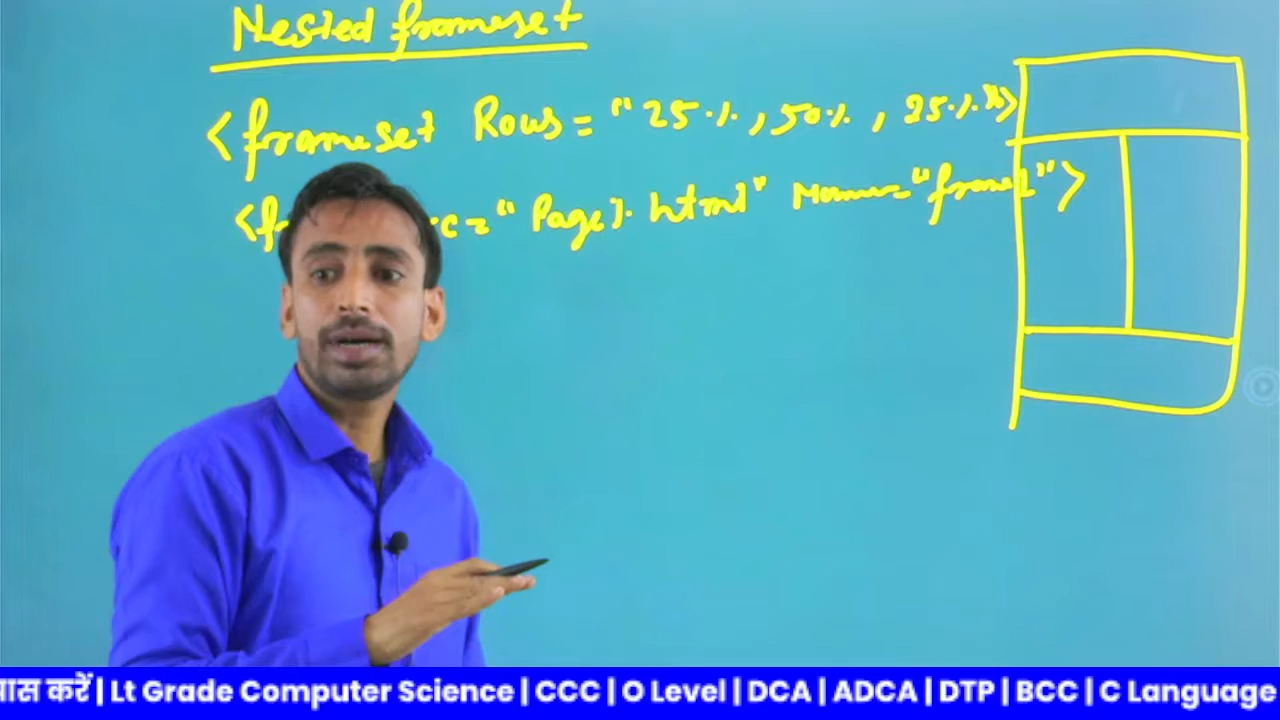 Nested frameset
<frameset Rows="25%, 50%, 25%">
="Page1.html" Name="frame1">
करें | Lt Grade Computer Science | CCC | O Level | DCA | ADCA | DTP | BCC | C Language